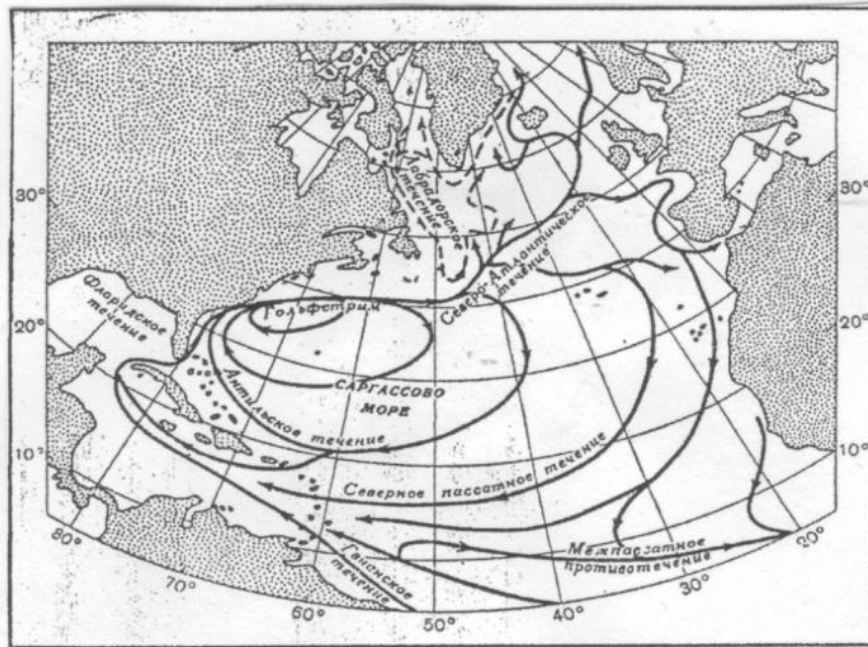 Лабрадорское
течение
30°
30°
Флоридское
течение
Северо-Атлантическое
течение
Гольфстрим
20°
20°
Антильское течение
САРГАССОВО
МОРЕ
10°
10°
Северное пассатное течение
Гвианское
течение
Межпассатное
противотечение
80°
70°
60°
50°
40°
30°
20°